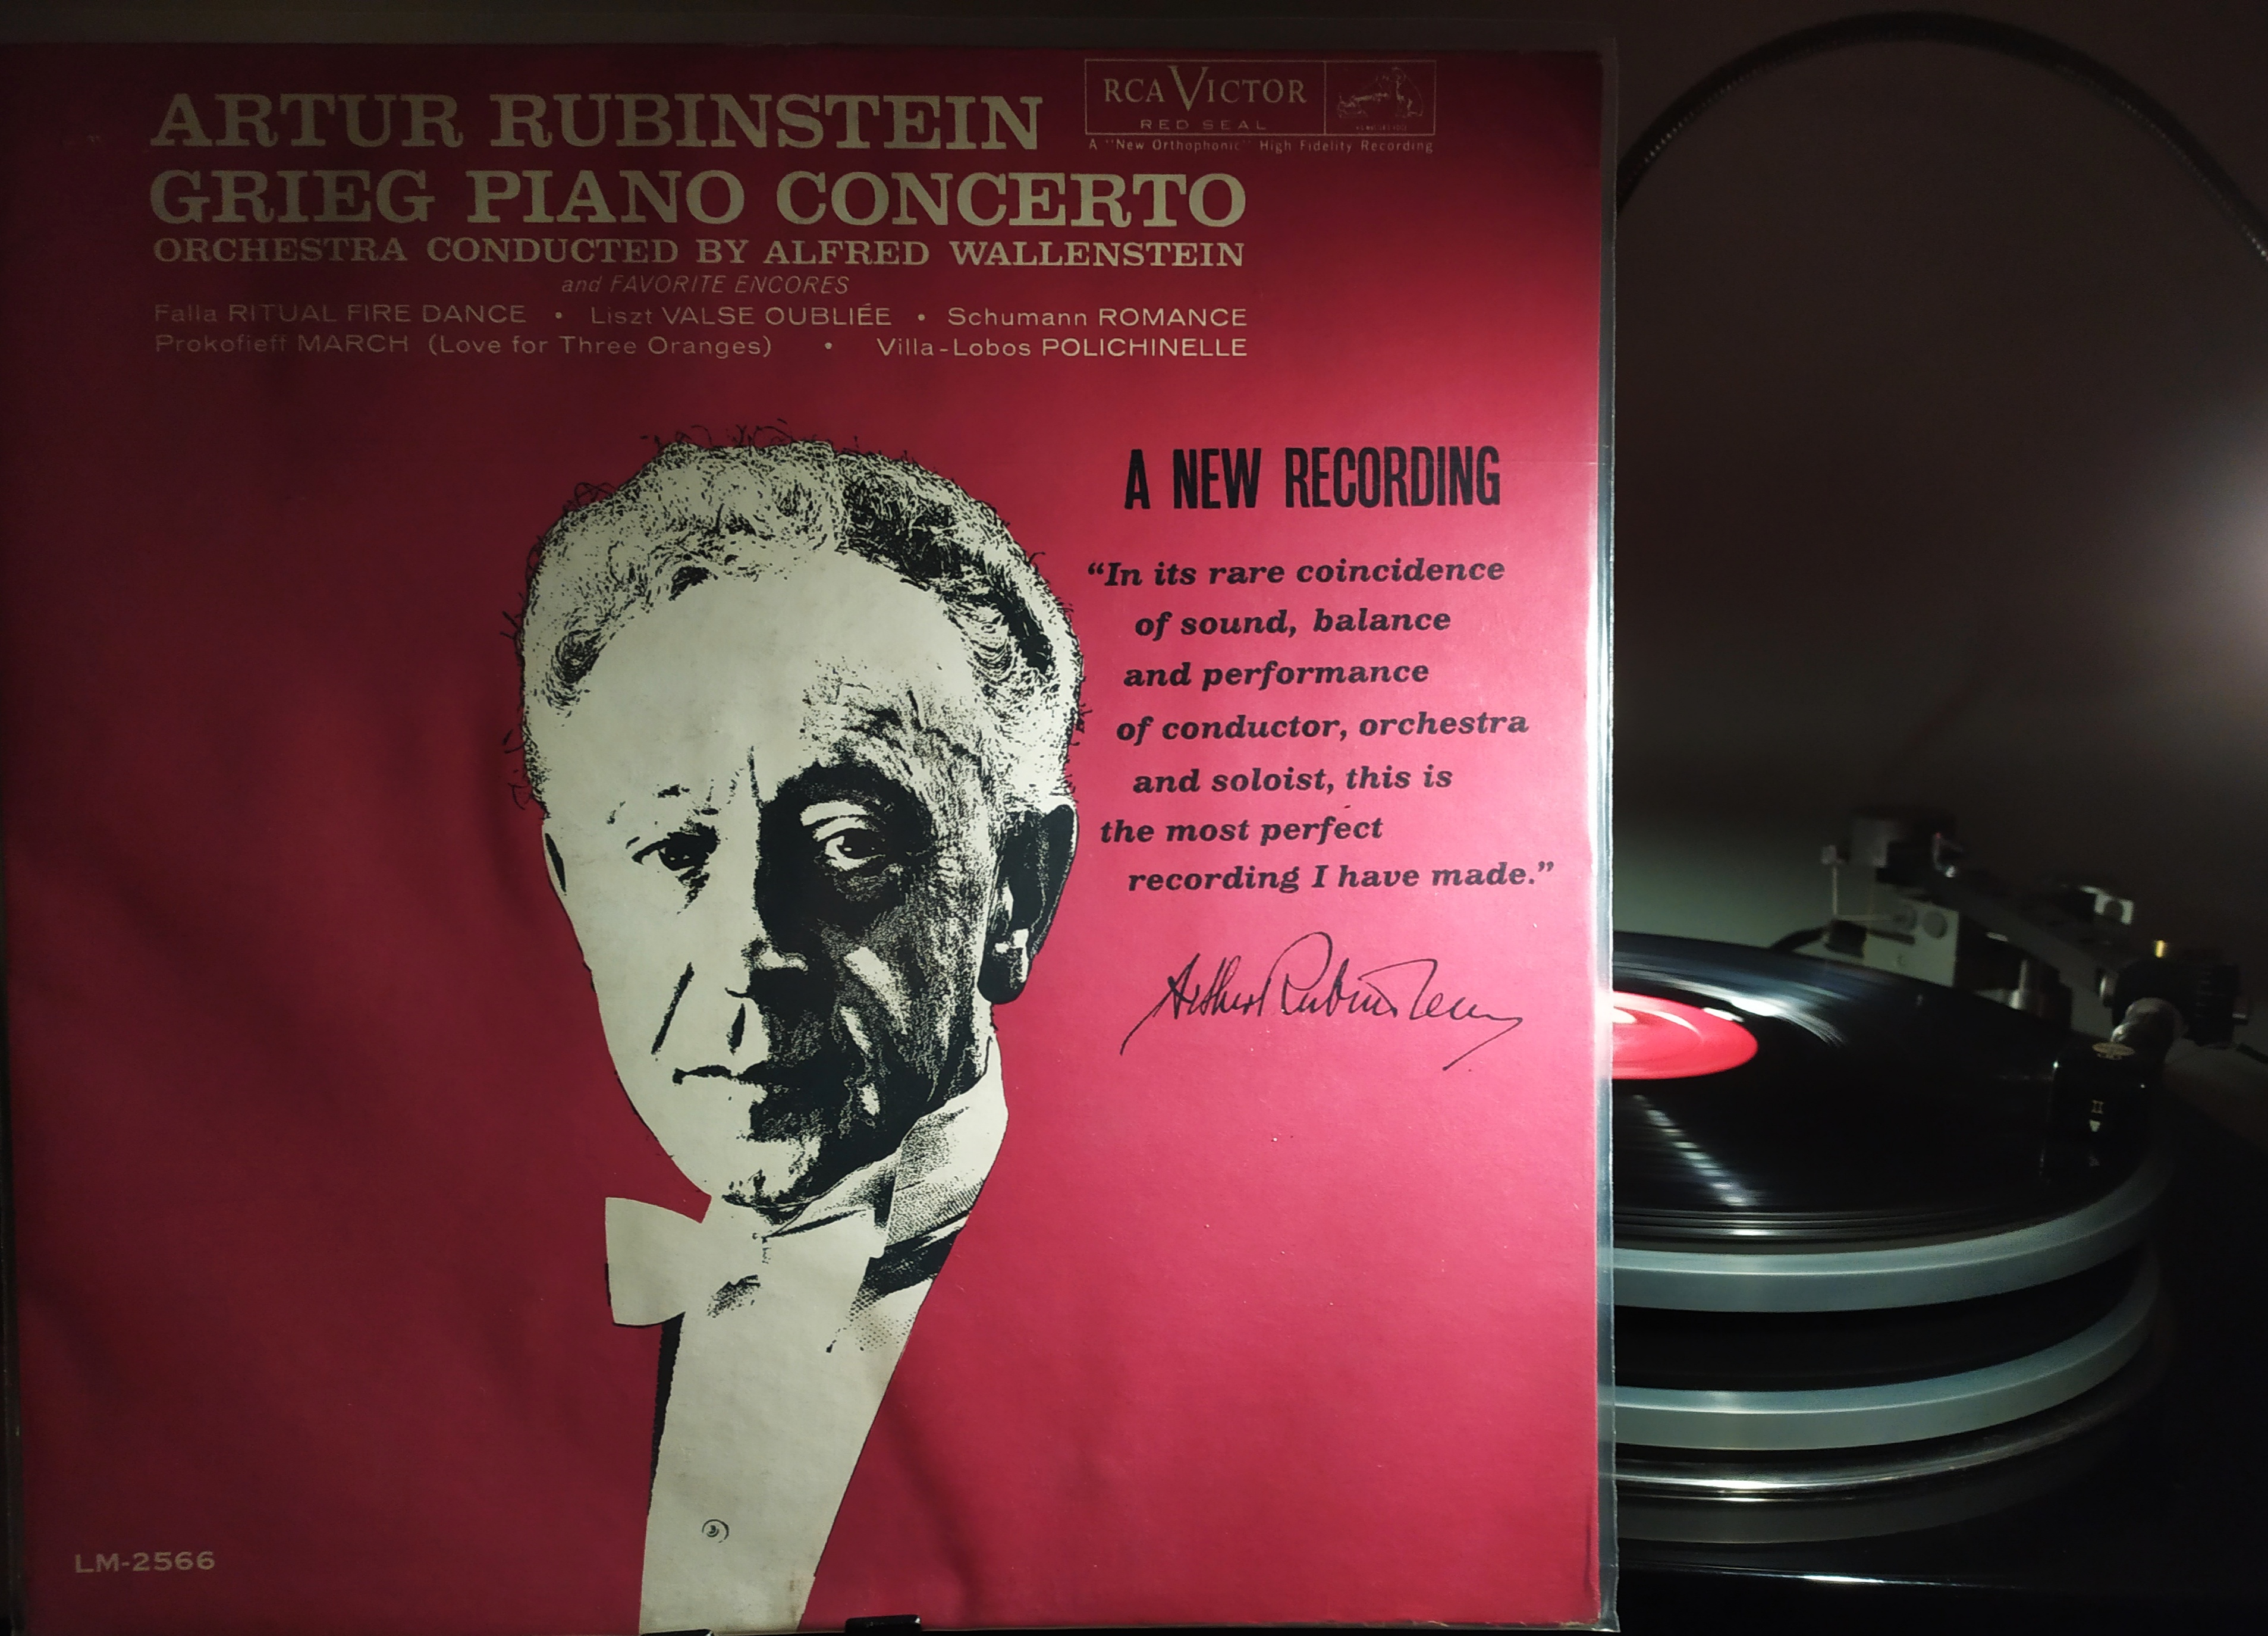 ARTUR RUBINSTEIN
RCA VICTOR
RED SEAL
A "New Orthophonic" High Fidelity Recording
GRIEG PIANO CONCERTO
ORCHESTRA CONDUCTED BY ALFRED WALLENSTEIN
and FAVORITE ENCORES
Falla RITUAL FIRE DANCE • Liszt VALSE OUBLIÉE • Schumann ROMANCE
Prokofieff MARCH (Love for Three Oranges) • Villa-Lobos POLICHINELLE
A NEW RECORDING
“In its rare coincidence
of sound, balance
and performance
of conductor, orchestra
and soloist, this is
the most perfect
recording I have made.”
Arthur Rubinstein
LM-2566
II